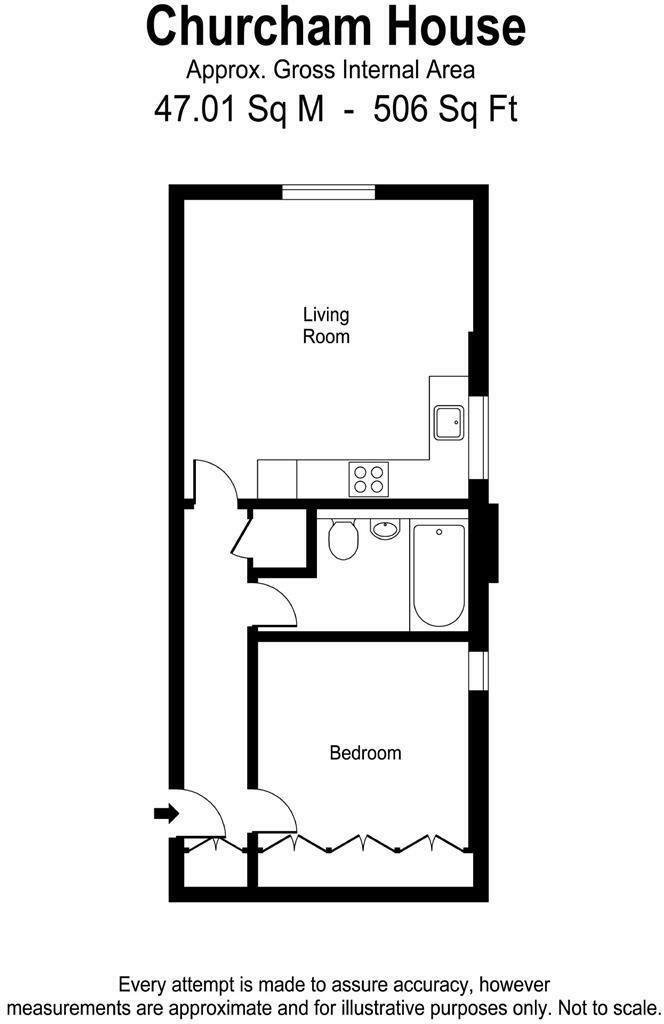 Churcham House
Approx. Gross Internal Area
47.01 Sq M - 506 Sq Ft
Living
Room
Bedroom
Every attempt is made to assure accuracy, however
measurements are approximate and for illustrative purposes only. Not to scale.